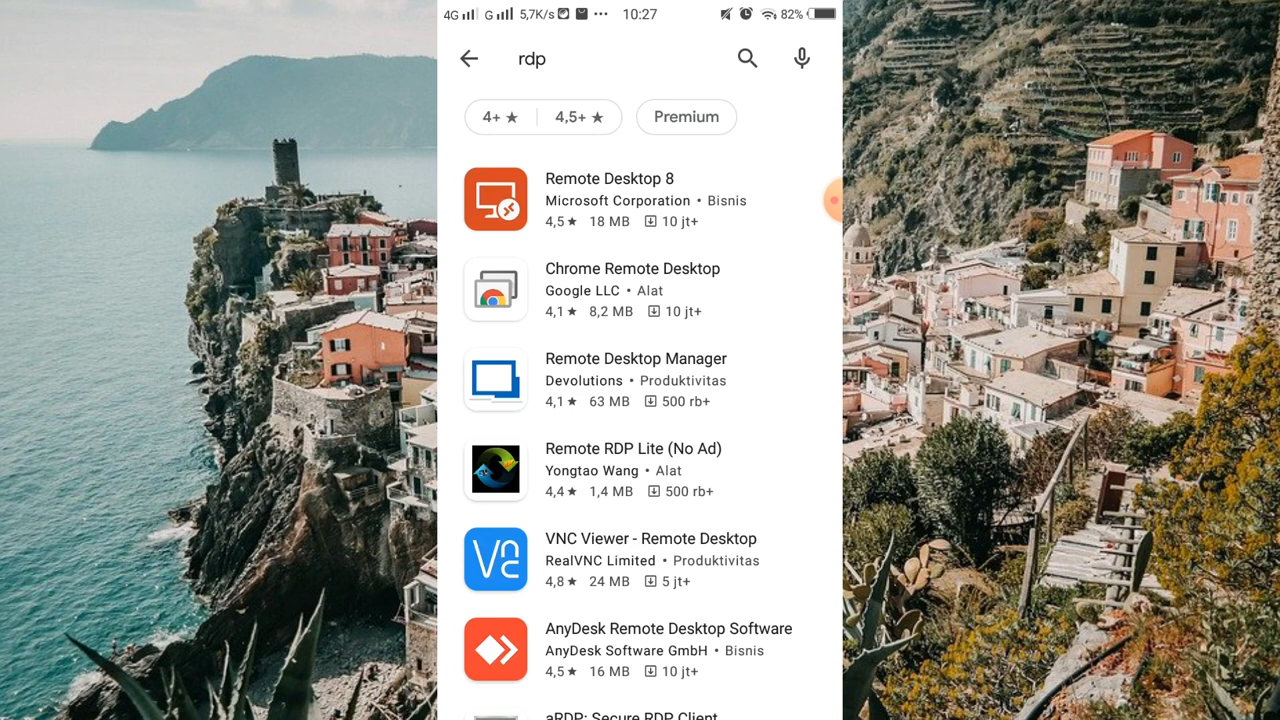 4G G 5,7K/s 10:27 82%
rdp
4+ ★ 4,5+ ★ Premium
Remote Desktop 8
Microsoft Corporation • Bisnis
4,5 ★ 18 MB 10 jt+
Chrome Remote Desktop
Google LLC • Alat
4,1 ★ 8,2 MB 10 jt+
Remote Desktop Manager
Devolutions • Produktivitas
4,1 ★ 63 MB 500 rb+
Remote RDP Lite (No Ad)
Yongtao Wang • Alat
4,4 ★ 1,4 MB 500 rb+
VNC Viewer - Remote Desktop
RealVNC Limited • Produktivitas
4,8 ★ 24 MB 5 jt+
AnyDesk Remote Desktop Software
AnyDesk Software GmbH • Bisnis
4,5 ★ 16 MB 10 jt+
aRDP: Secure RDP Client